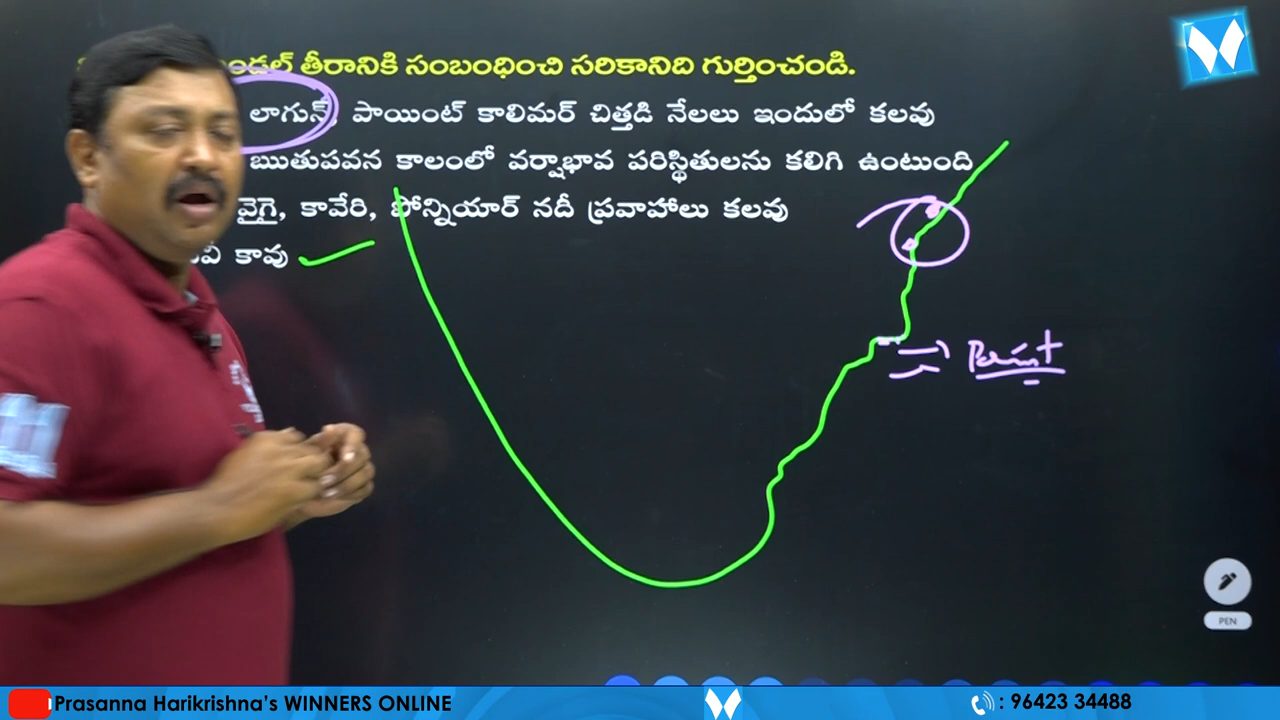 తీరానికి సంబంధించి సరికానిది గుర్తించండి.
లాగున్, పాయింట్ కాలిమర్ చిత్తడి నేలలు ఇందులో కలవు
ఋతుపవన కాలంలో వర్షాభావ పరిస్థితులను కలిగి ఉంటుంది
వైగై, కావేరి, పోన్నియార్ నదీ ప్రవాహాలు కలవు
కావు
Point
PEN
Prasanna Harikrishna's WINNERS ONLINE
: 96423 34488